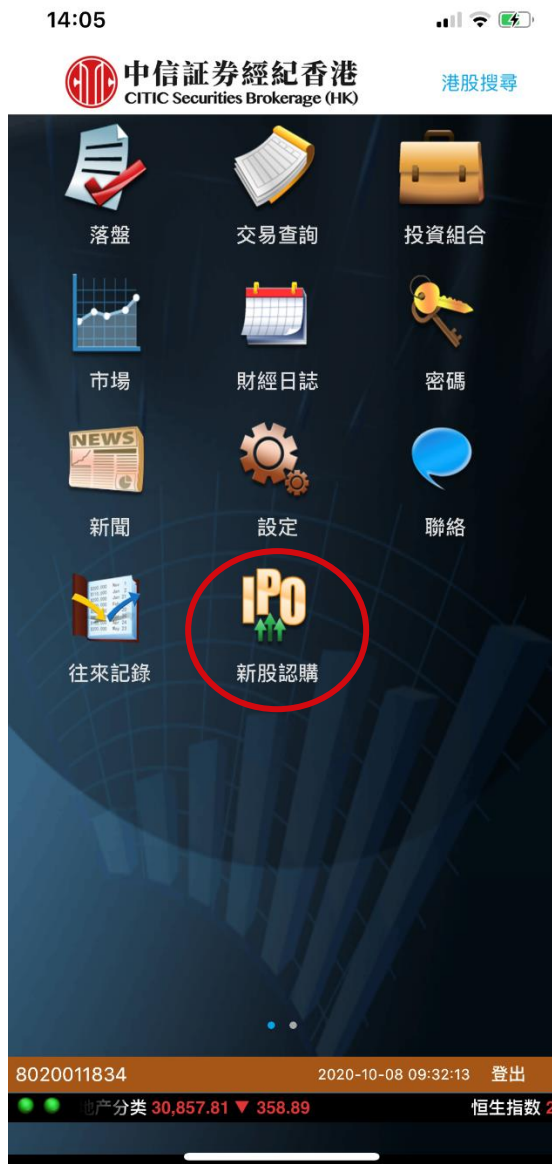 14:05
中信証券經紀香港
CITIC Securities Brokerage (HK)
港股搜尋
落盤
交易查詢
投資組合
市場
財經日誌
密碼
NEWS
新聞
設定
聯絡
IPO
往來記錄
新股認購
8020011834
2020-10-08 09:32:13
登出
地产分类 30,857.81 ▼ 358.89
恒生指数 2